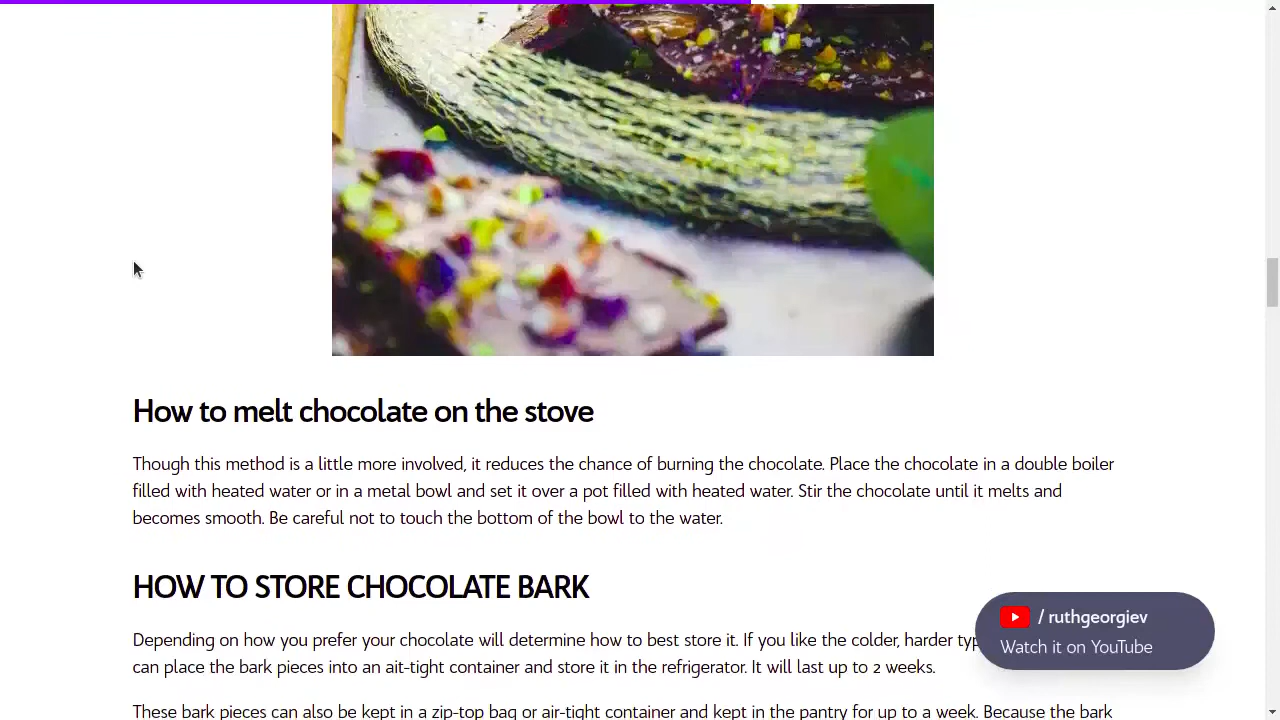 How to melt chocolate on the stove
Though this method is a little more involved, it reduces the chance of burning the chocolate. Place the chocolate in a double boiler
filled with heated water or in a metal bowl and set it over a pot filled with heated water. Stir the chocolate until it melts and
becomes smooth. Be careful not to touch the bottom of the bowl to the water.
HOW TO STORE CHOCOLATE BARK
Depending on how you prefer your chocolate will determine how to best store it. If you like the colder, harder
can place the bark pieces into an ait-tight container and store it in the refrigerator. It will last up to 2 weeks.
These bark pieces can also be kept in a zip-top bag or air-tight container and kept in the pantry for up to a week. Because the bark
/ ruthgeorgiev
Watch it on YouTube